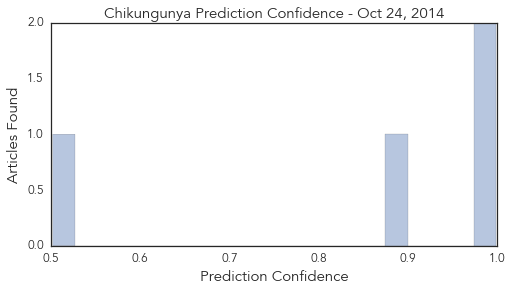 Chikungunya Prediction Confidence - Oct 24, 2014
2.0
1.5
1.0
0.5
0.0
Articles Found
0.5 0.6 0.7 0.8 0.9 1.0
Prediction Confidence